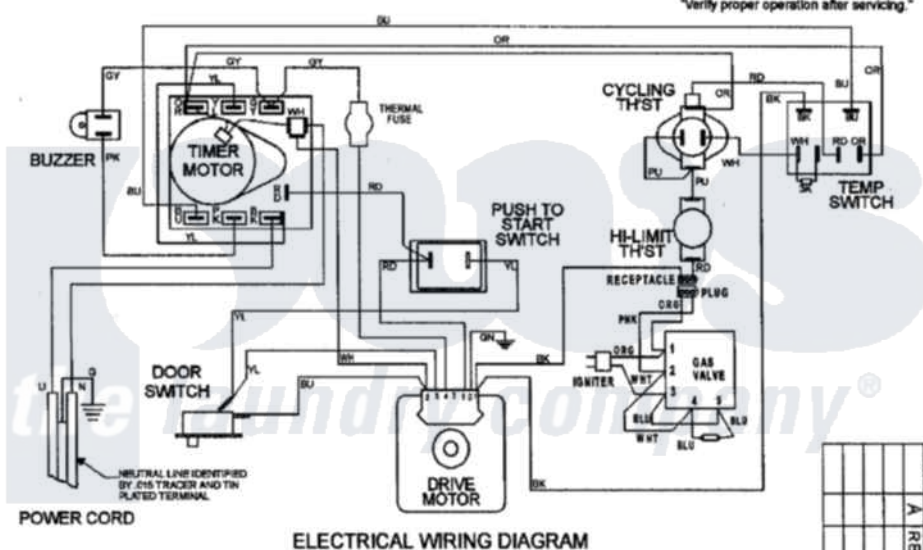 "Verify proper operation after servicing."
BU
OR
GY
GY
YL
RD
BK
OR
BU
OR
CYCLING
TH'ST
THERMAL
FUSE
WH
BK
BU
BUZZER
TIMER
MOTOR
PK
WH
WH
RD OR
PU
PU
TEMP
SWITCH
BU
RD
PUSH TO
START
SWITCH
HI-LIMIT
TH'ST
YL
RD
YL
RD
RECEPTACLE
PLUG
ORG
PNK
YL
GN
BK
ORG
1
GAS
VALVE
DOOR
SWITCH
YL
WH
BU
IGNITER
WHT
2
3
4
5
L1
N
G
BLU
WHT
BLU
BLU
the laundry company®
NEUTRAL LINE IDENTIFIED
BY .015 TRACER AND TIN
PLATED TERMINAL
DRIVE
MOTOR
BK
POWER CORD
ELECTRICAL WIRING DIAGRAM
A